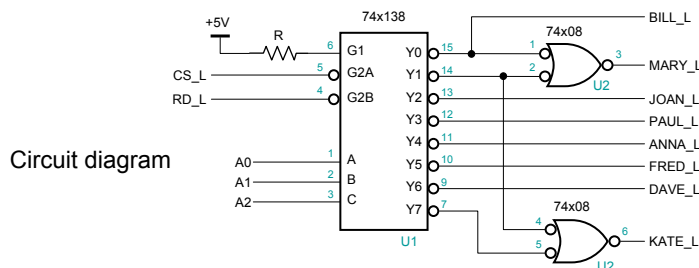 +5V
R
74x138
6 G1
CS_L 5 G2A
RD_L 4 G2B
A0 1 A
A1 2 B
A2 3 C
Y0 15
Y1 14
Y2 13
Y3 12
Y4 11
Y5 10
Y6 9
Y7 7
U1
BILL_L
74x08
1
2
3
MARY_L
U2
JOAN_L
PAUL_L
ANNA_L
FRED_L
DAVE_L
74x08
4
5
6
KATE_L
U2
Circuit diagram